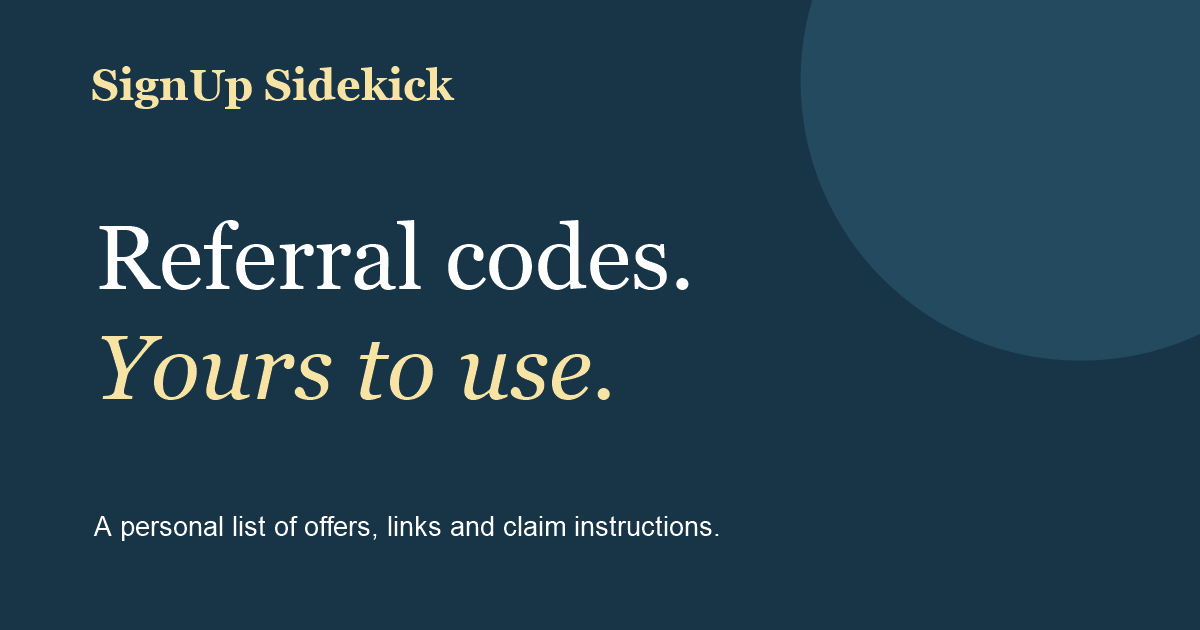 SignUp Sidekick
Referral codes.
Yours to use.
A personal list of offers, links and claim instructions.